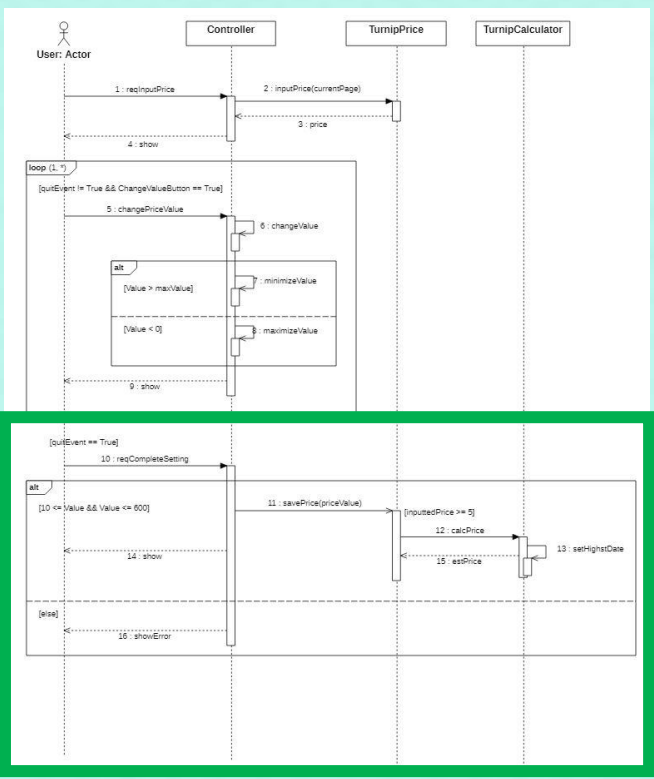 Controller
TurnipPrice
TurnipCalculator
User: Actor
1 : reqInputPrice
2 : inputPrice(currentPage)
3 : price
4 : show
loop (1, *)
[quitEvent != True && ChangeValueButton == True]
5 : changePriceValue
6 : changeValue
alt
[Value > maxValue]
7 : minimizeValue
[Value < 0]
8 : maximizeValue
9 : show
[quitEvent == True]
10 : reqCompleteSetting
alt
[10 <= Value && Value <= 600]
11 : savePrice(priceValue)
[inputtedPrice >= 5]
12 : calcPrice
13 : setHighstDate
14 : show
15 : estPrice
[else]
16 : showError